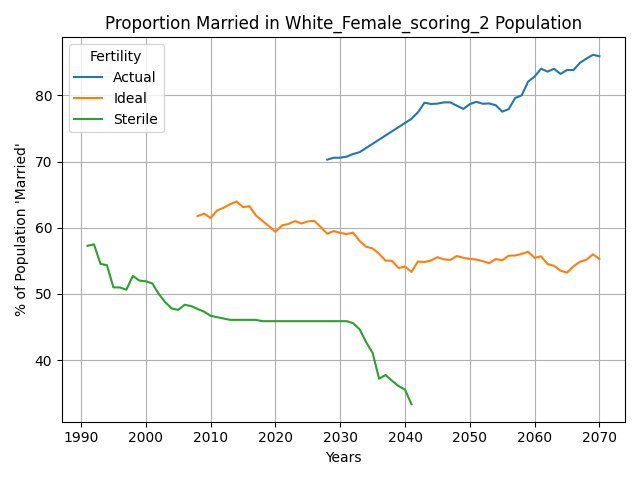 Proportion Married in White_Female_scoring_2 Population
Fertility
Actual
Ideal
Sterile
% of Population 'Married'
80
70
60
50
40
1990 2000 2010 2020 2030 2040 2050 2060 2070
Years